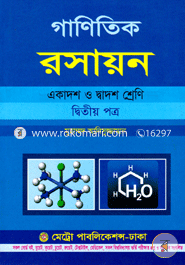 গাণিতিক
রসায়ন
একাদশ ও দ্বাদশ শ্রেণি
দ্বিতীয় পত্র
www.rokomari.com 16297
H₂O
মেট্রো পাবলিকেশন্স-ঢাকা